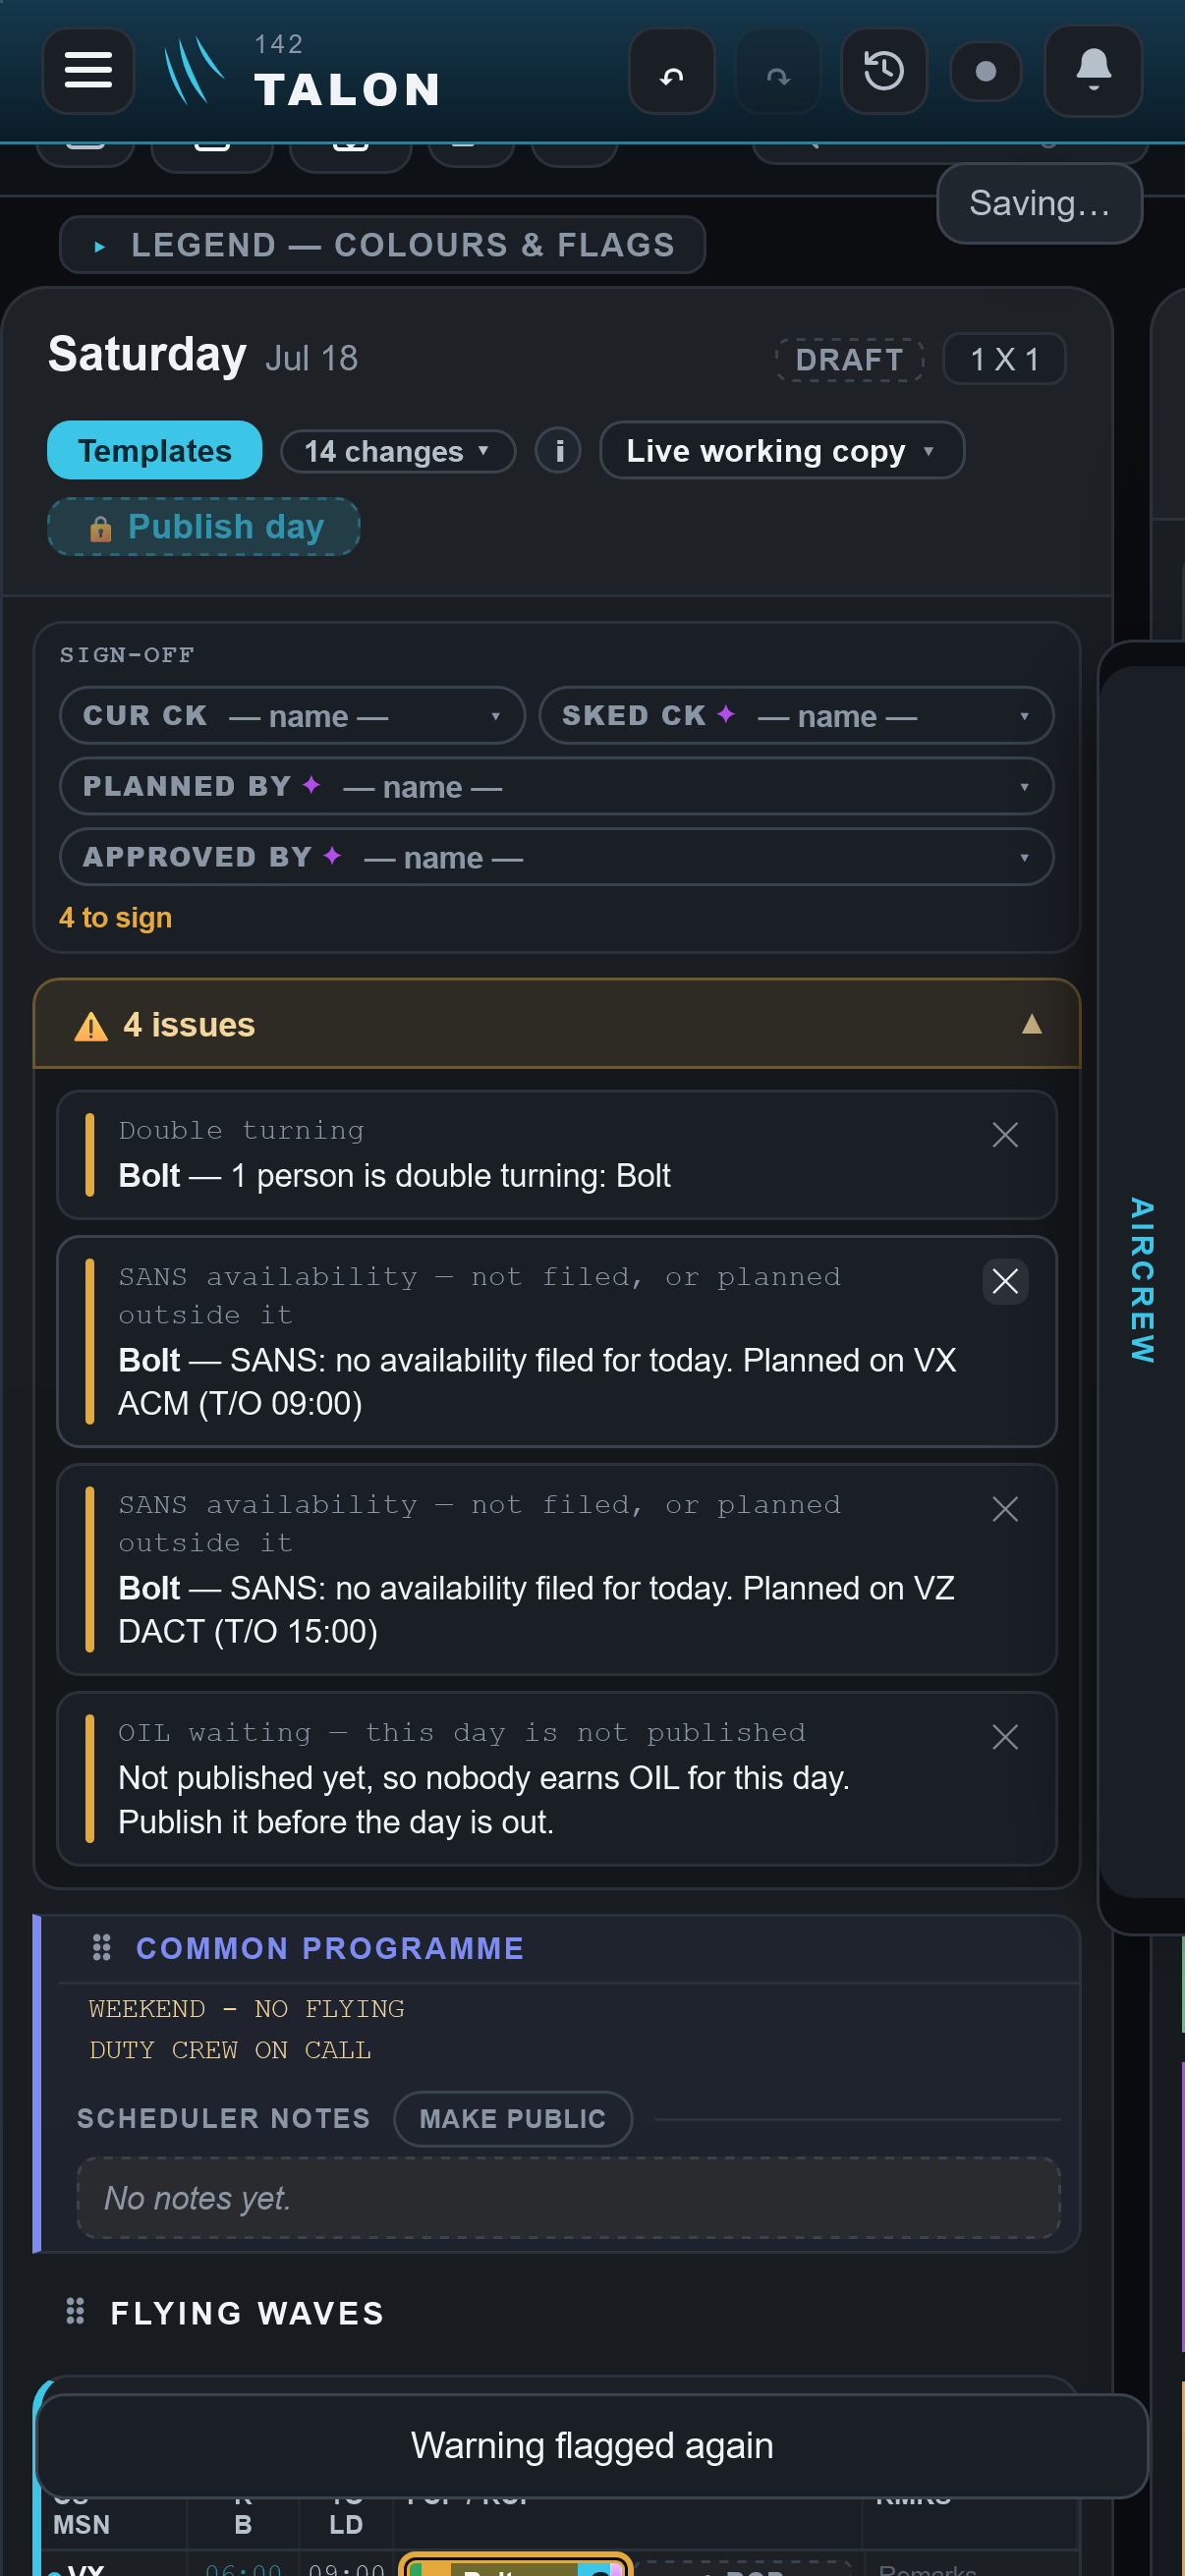 142
TALON
Saving...
▸ LEGEND — COLOURS & FLAGS
Saturday Jul 18
DRAFT
1 X 1
Templates
14 changes ▾
i
Live working copy ▾
Publish day
SIGN-OFF
CUR CK — name — ▾
SKED CK ✦ — name — ▾
PLANNED BY ✦ — name — ▾
APPROVED BY ✦ — name — ▾
4 to sign
4 issues ▲
Double turning
Bolt — 1 person is double turning: Bolt
SANS availability — not filed, or planned
outside it
Bolt — SANS: no availability filed for today. Planned on VX
ACM (T/O 09:00)
SANS availability — not filed, or planned
outside it
Bolt — SANS: no availability filed for today. Planned on VZ
DACT (T/O 15:00)
OIL waiting — this day is not published
Not published yet, so nobody earns OIL for this day.
Publish it before the day is out.
AIRCREW
COMMON PROGRAMME
WEEKEND - NO FLYING
DUTY CREW ON CALL
SCHEDULER NOTES
MAKE PUBLIC
No notes yet.
FLYING WAVES
Warning flagged again
MSN
B
LD
VX
06:00
09:00
Bolt
Remarks